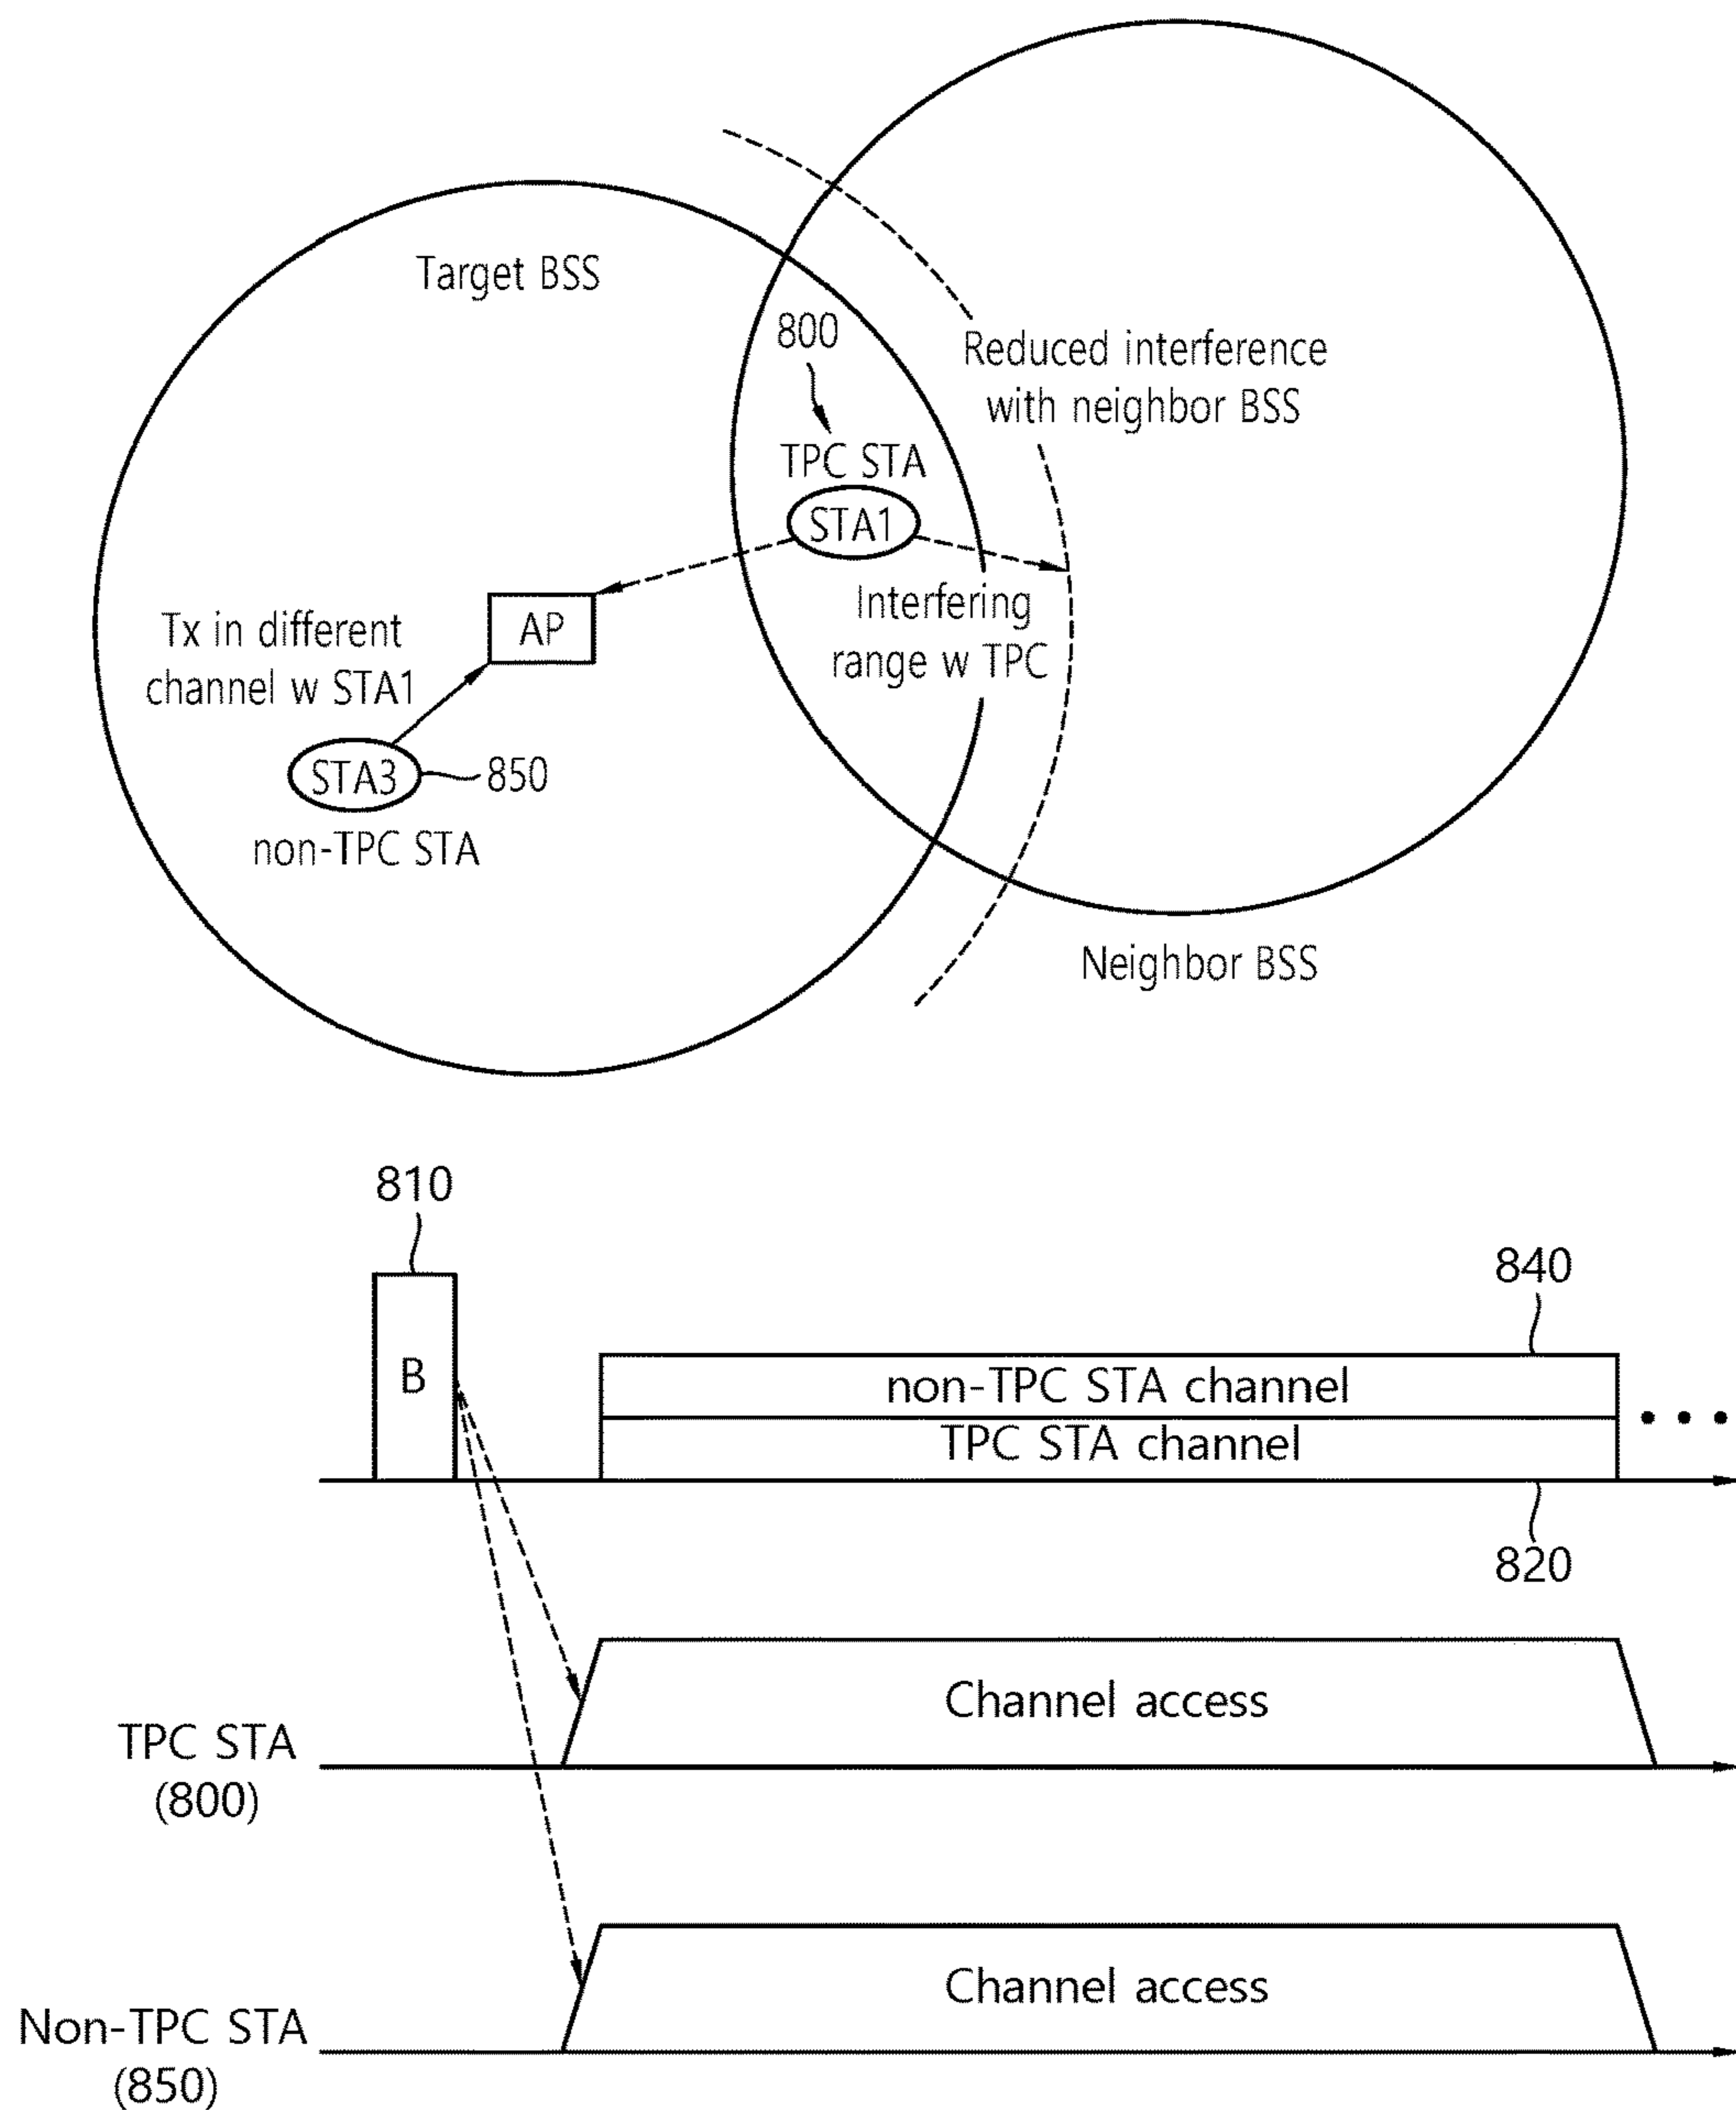 Target BSS
800
Reduced interference
with neighbor BSS
TPC STA
STA1
Interfering
range w TPC
AP
Tx in different
channel w STA1
STA3
850
non-TPC STA
Neighbor BSS
810
840
B
non-TPC STA channel
TPC STA channel
820
Channel access
TPC STA
(800)
Channel access
Non-TPC STA
(850)